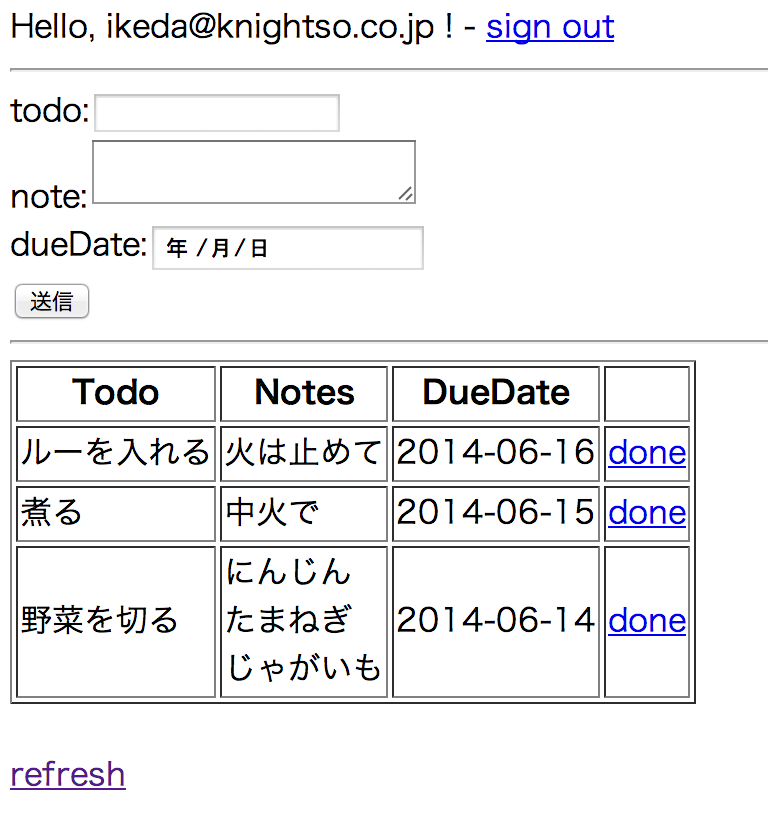 Hello, ikeda@knightso.co.jp ! - sign out
todo:
note:
dueDate: 年 /月/日
送信
Todo Notes DueDate
ルーを入れる 火は止めて 2014-06-16 done
煮る 中火で 2014-06-15 done
野菜を切る にんじん
たまねぎ
じゃがいも 2014-06-14 done
refresh